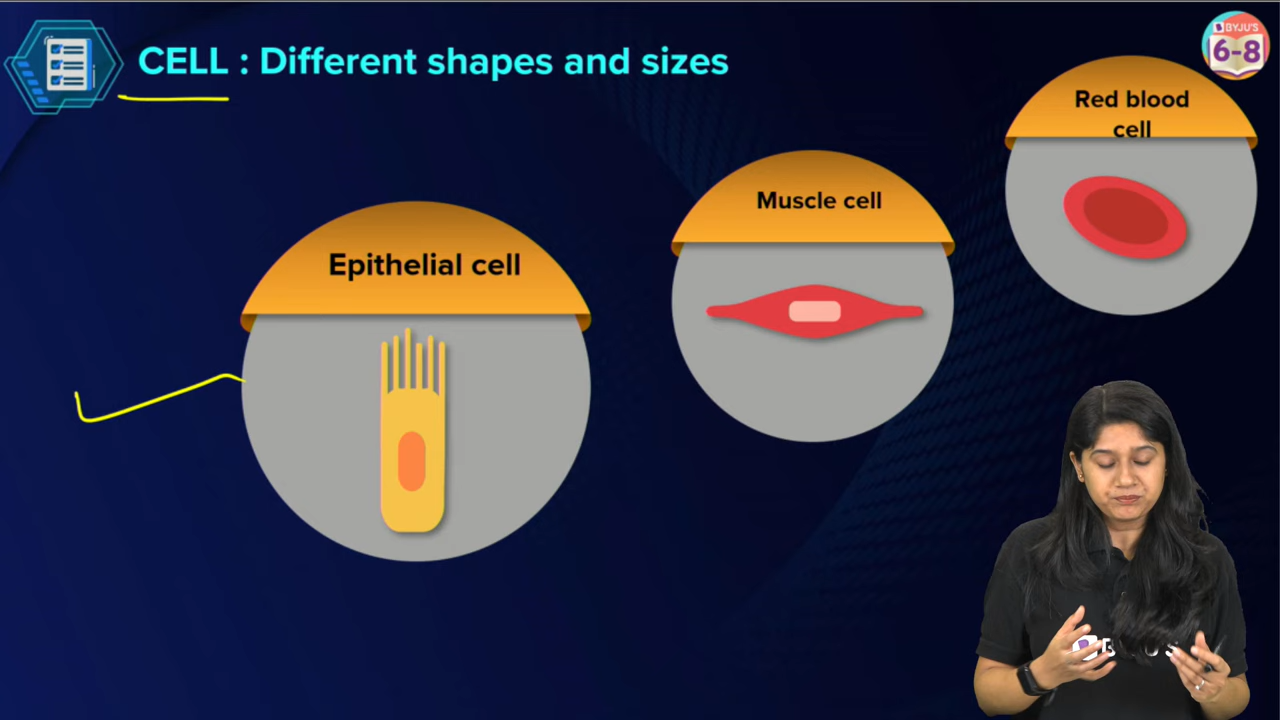 CELL : Different shapes and sizes
BYJU'S
6-8
Red blood
cell
Muscle cell
Epithelial cell